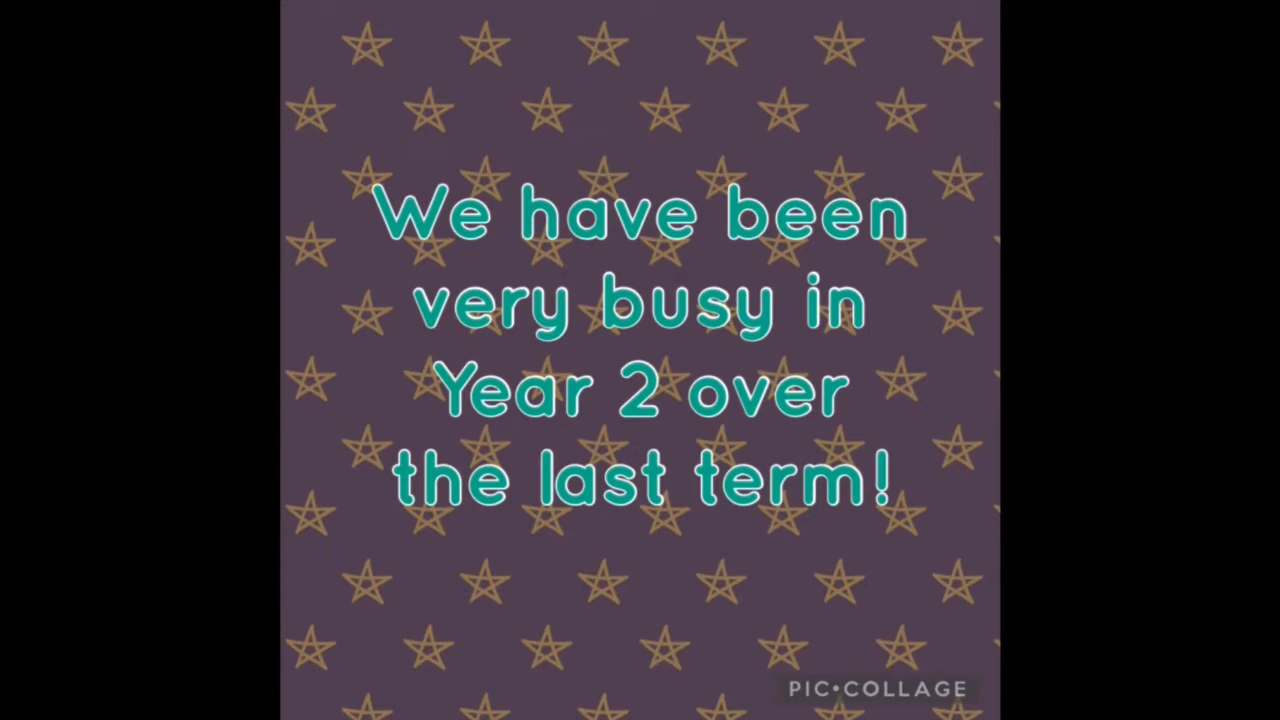 We have been
very busy in
Year 2 over
the last term!
PIC•COLLAGE